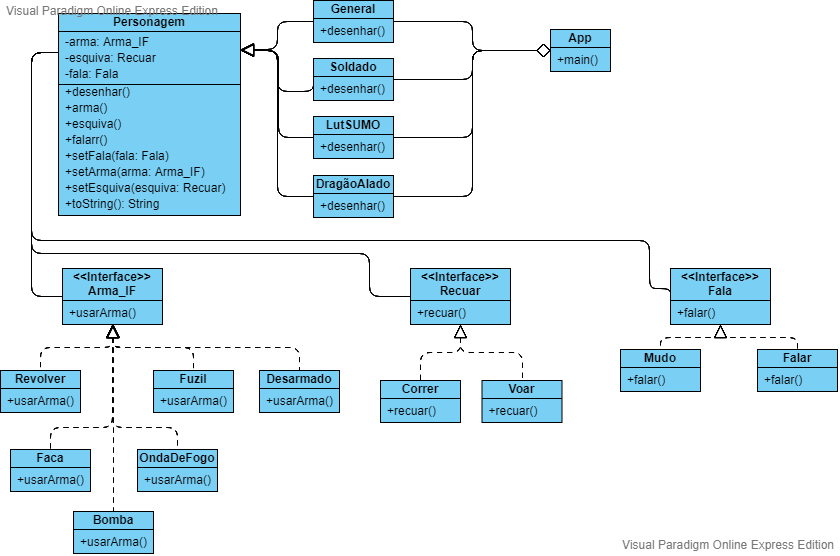 Visual Paradigm Online Express Edition
Personagem
-arma: Arma_IF
-esquiva: Recuar
-fala: Fala
+desenhar()
+arma()
+esquiva()
+falarr()
+setFala(fala: Fala)
+setArma(arma: Arma_IF)
+setEsquiva(esquiva: Recuar)
+toString(): String
General
+desenhar()
Soldado
+desenhar()
LutSUMO
+desenhar()
DragãoAlado
+desenhar()
App
+main()
<<Interface>>
Arma_IF
+usarArma()
<<Interface>>
Recuar
+recuar()
<<Interface>>
Fala
+falar()
Revolver
+usarArma()
Fuzil
+usarArma()
Desarmado
+usarArma()
Correr
+recuar()
Voar
+recuar()
Mudo
+falar()
Falar
+falar()
Faca
+usarArma()
OndaDeFogo
+usarArma()
Bomba
+usarArma()
Visual Paradigm Online Express Edition